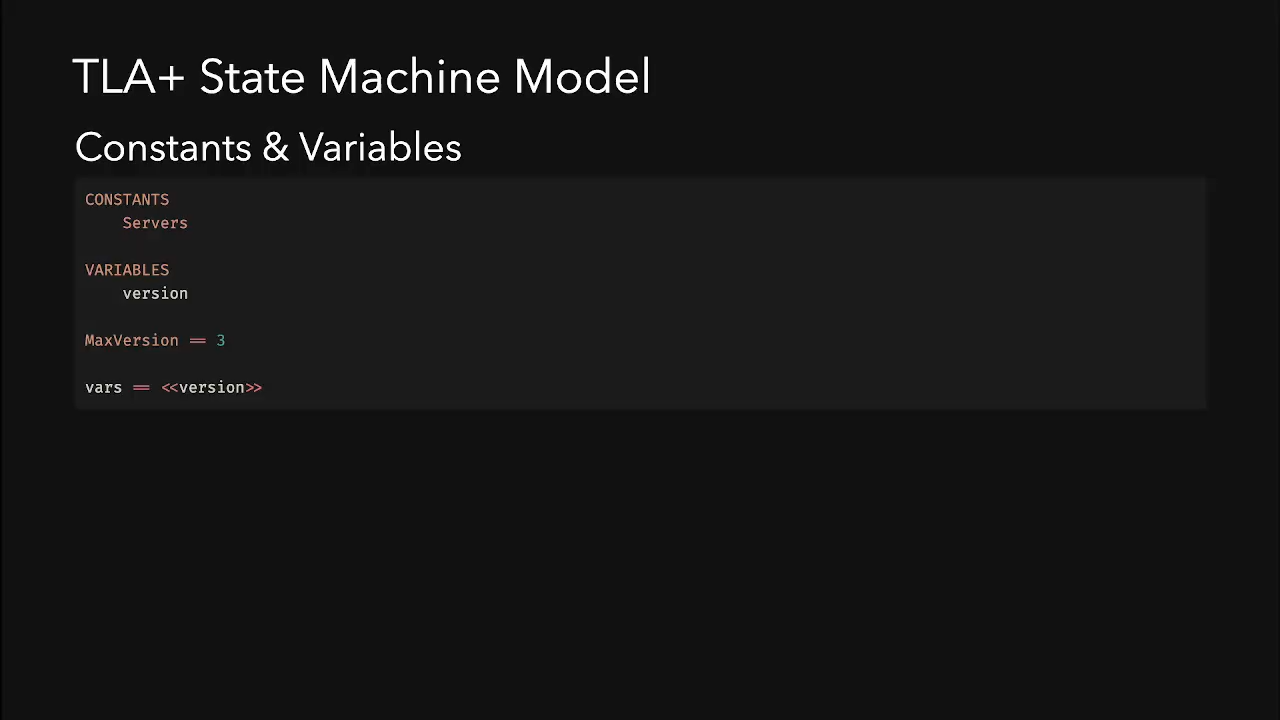 TLA+ State Machine Model
Constants & Variables
CONSTANTS
Servers
VARIABLES
version
MaxVersion == 3
vars == <<version>>